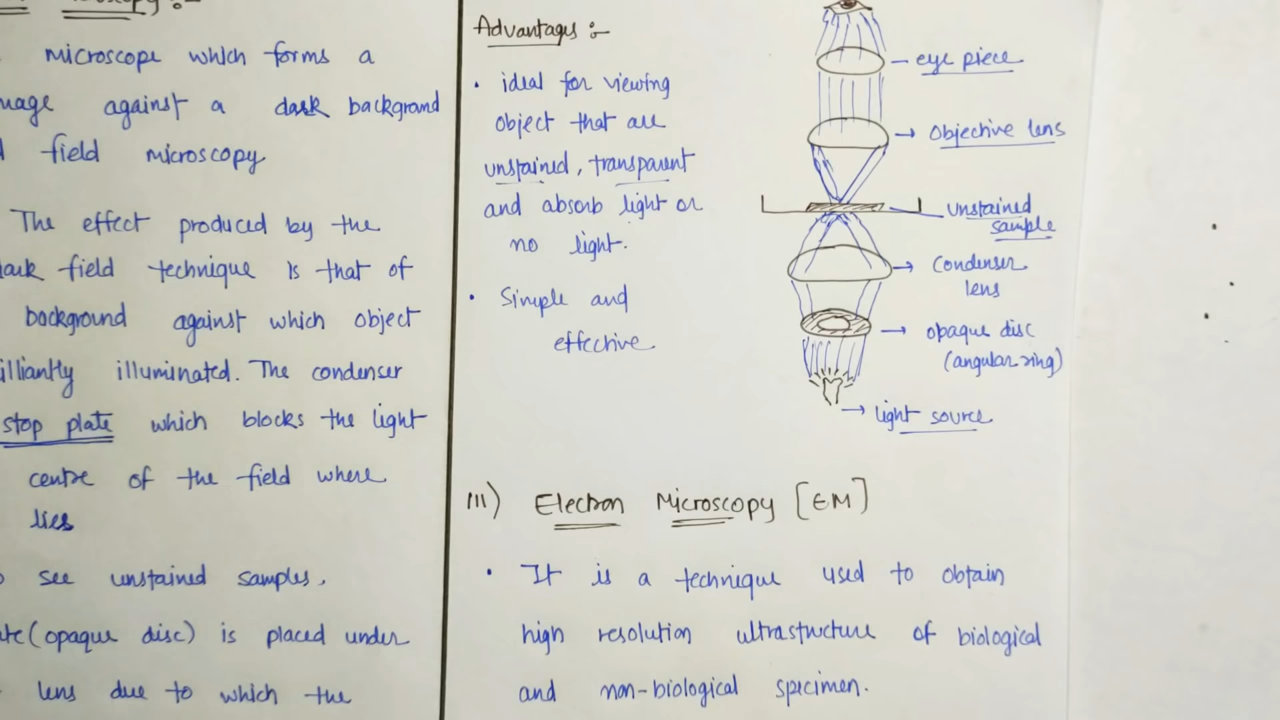 microscope which forms a
against a dark background
field microscopy
The effect produced by the
field technique is that of
background against which object
illuminated. The condenser
stop plate which blocks the light
centre of the field where
lies
see unstained samples.
(opaque disc) is placed under
lens due to which the
Advantages :-
• ideal for viewing
object that are
unstained, transparent
and absorb light or
no light.
• Simple and
effective
eye piece
Objective lens
unstained
sample
Condenser
lens
opaque disc
(angular ring)
light source
III) Electron Microscopy [EM]
• It is a technique used to obtain
high resolution ultrastucture of biological
and non-biological specimen.